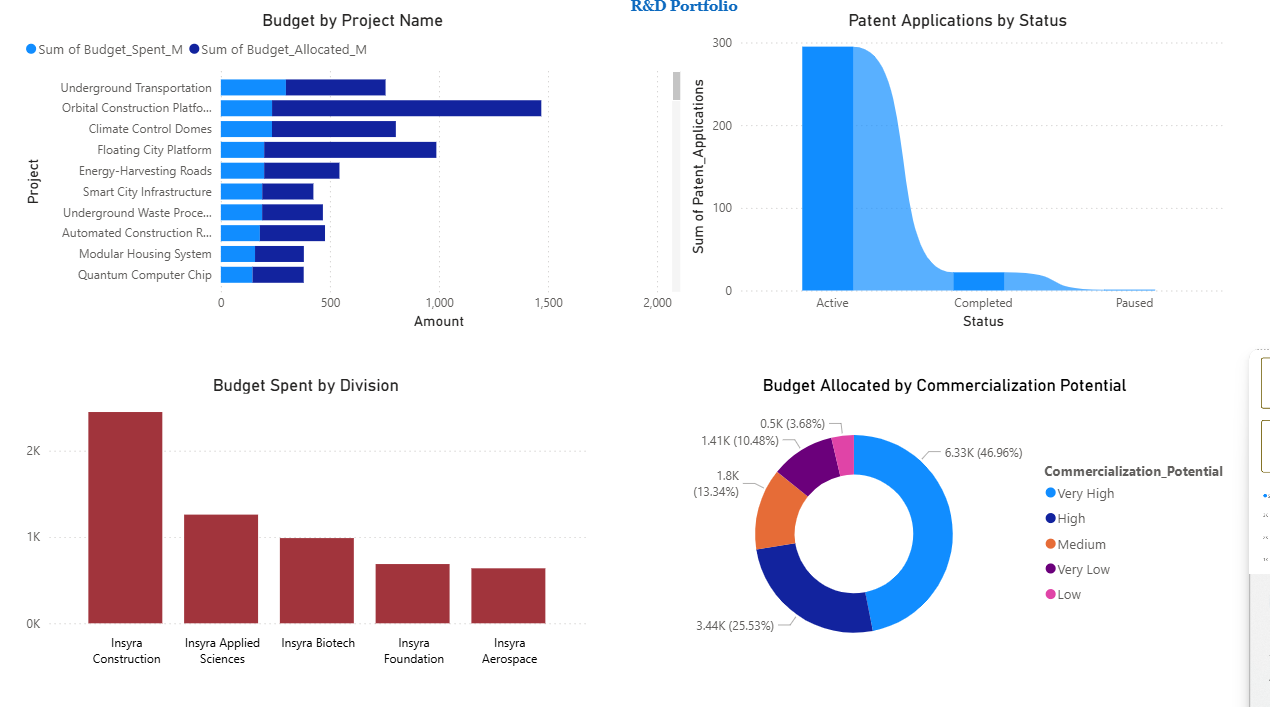 R&D Portfolio
Budget by Project Name
Sum of Budget_Spent_M Sum of Budget_Allocated_M
Project
Underground Transportation
Orbital Construction Platfo...
Climate Control Domes
Floating City Platform
Energy-Harvesting Roads
Smart City Infrastructure
Underground Waste Proce...
Automated Construction R...
Modular Housing System
Quantum Computer Chip
0 500 1,000 1,500 2,000
Amount
Patent Applications by Status
Sum of Patent_Applications
300
200
100
0
Active Completed Paused
Status
Budget Spent by Division
2K
1K
0K
Insyra Construction
Insyra Applied Sciences
Insyra Biotech
Insyra Foundation
Insyra Aerospace
Budget Allocated by Commercialization Potential
0.5K (3.68%)
1.41K (10.48%)
1.8K
(13.34%)
3.44K (25.53%)
6.33K (46.96%)
Commercialization_Potential
Very High
High
Medium
Very Low
Low